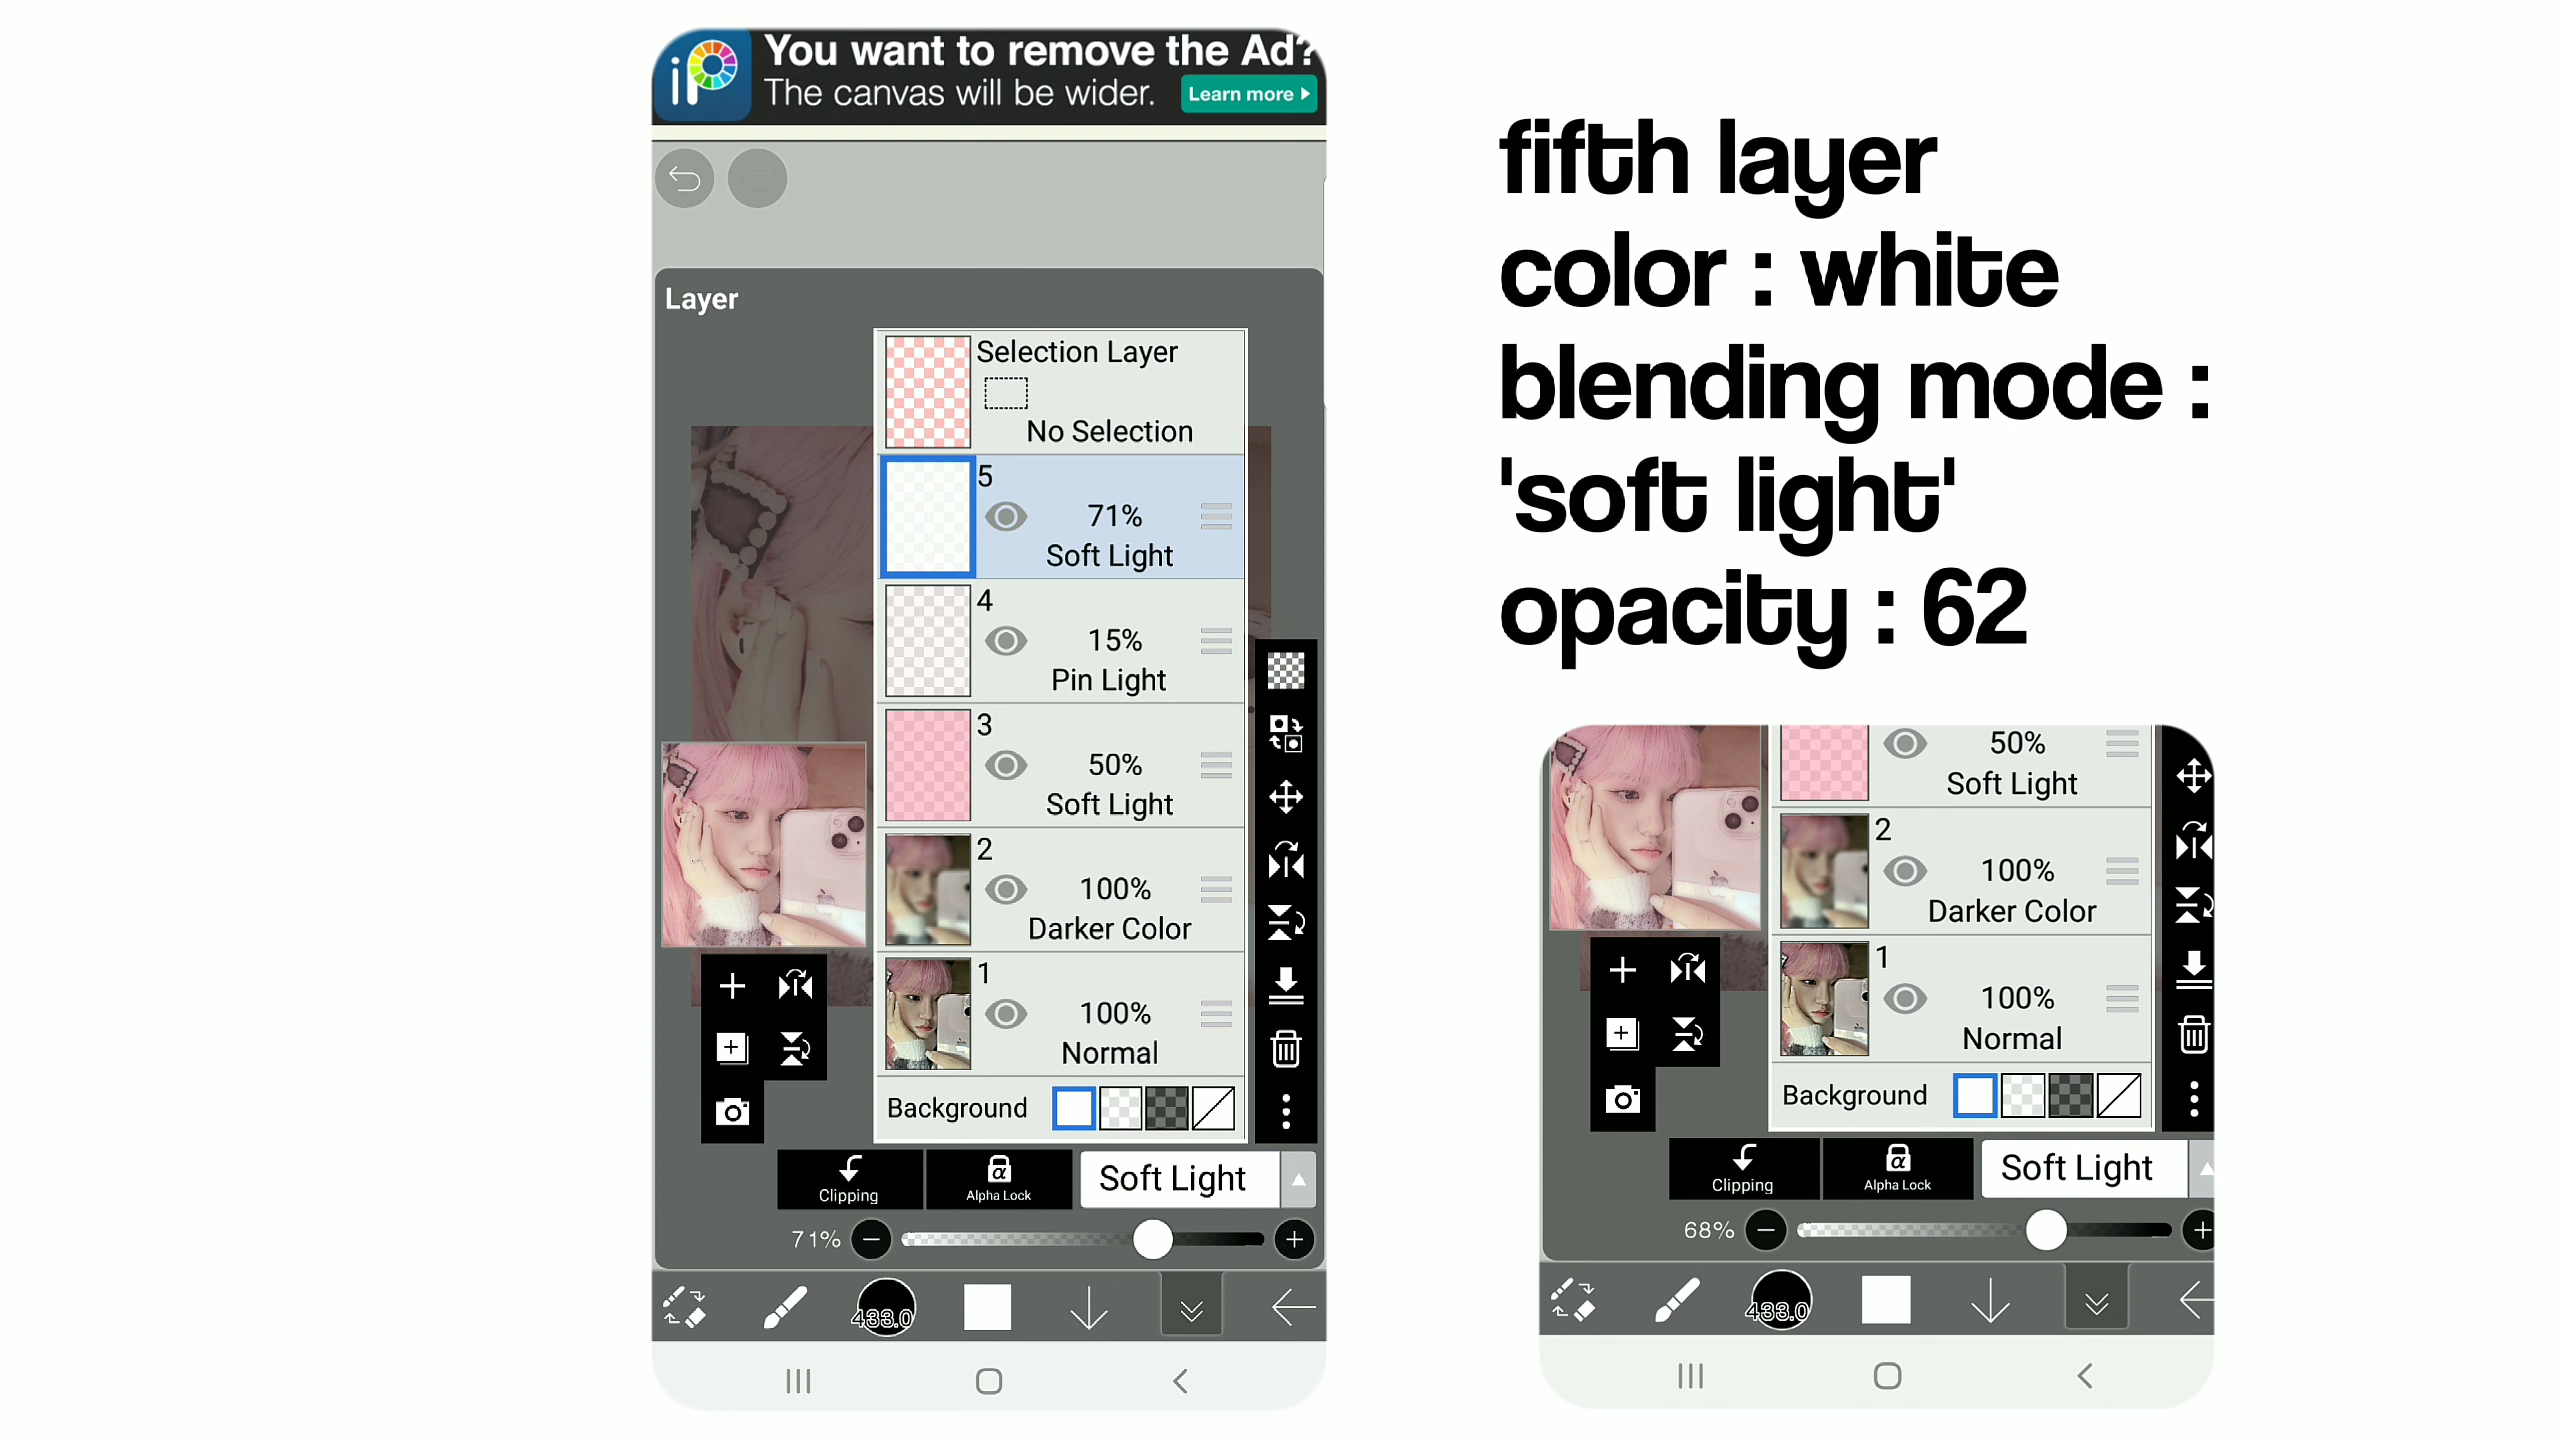 iP
You want to remove the Ad?
The canvas will be wider.
Learn more
Layer
Selection Layer
No Selection
5
71%
Soft Light
4
15%
Pin Light
3
50%
Soft Light
2
100%
Darker Color
1
100%
Normal
Background
Clipping
α
Alpha Lock
Soft Light
71%
433.0
fifth layer
color : white
blending mode :
'soft light'
opacity : 62
50%
Soft Light
2
100%
Darker Color
1
100%
Normal
Background
Clipping
α
Alpha Lock
Soft Light
68%
433.0